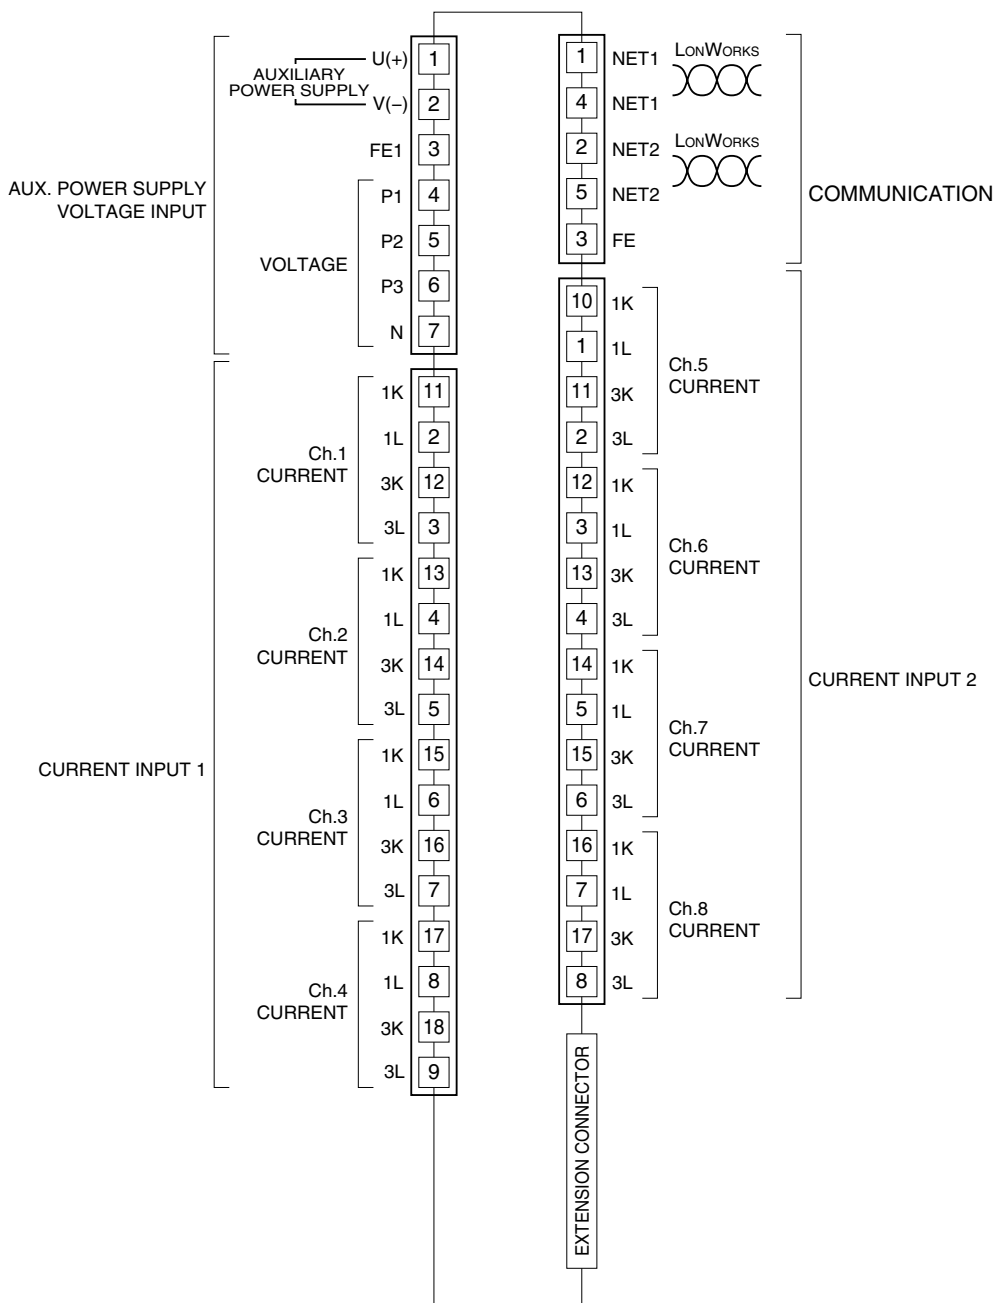 AUX. POWER SUPPLY
VOLTAGE INPUT
AUXILIARY
POWER SUPPLY
U(+) 1
V(−) 2
FE1 3
VOLTAGE
P1 4
P2 5
P3 6
N 7
CURRENT INPUT 1
Ch.1
CURRENT
1K 11
1L 2
3K 12
3L 3
Ch.2
CURRENT
1K 13
1L 4
3K 14
3L 5
Ch.3
CURRENT
1K 15
1L 6
3K 16
3L 7
Ch.4
CURRENT
1K 17
1L 8
3K 18
3L 9
1 NET1 LONWORKS
4 NET1
2 NET2 LONWORKS
5 NET2
3 FE
COMMUNICATION
10 1K
1 1L
11 3K
2 3L
Ch.5
CURRENT
12 1K
3 1L
13 3K
4 3L
Ch.6
CURRENT
14 1K
5 1L
15 3K
6 3L
Ch.7
CURRENT
16 1K
7 1L
17 3K
8 3L
Ch.8
CURRENT
CURRENT INPUT 2
EXTENSION CONNECTOR